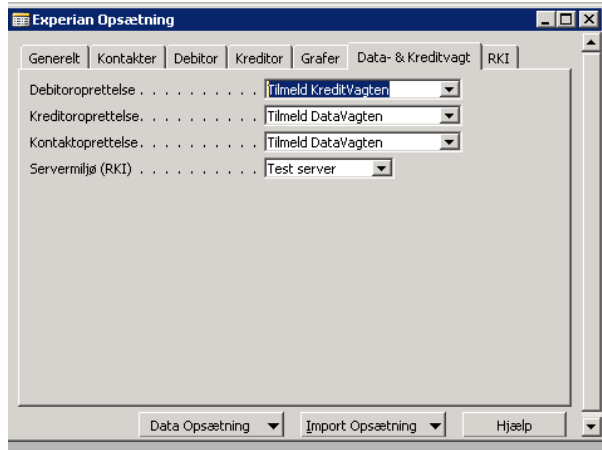 Experian Opsætning
Generelt Kontakter Debitor Kreditor Grafer Data- & Kreditvagt RKI
Debitoroprettelse . . . . . . . . . . Tilmeld KreditVagten
Kreditoroprettelse. . . . . . . . . . Tilmeld DataVagten
Kontaktoprettelse. . . . . . . . . . Tilmeld DataVagten
Servermiljø (RKI) . . . . . . . . . . Test server
Data Opsætning Import Opsætning Hjælp